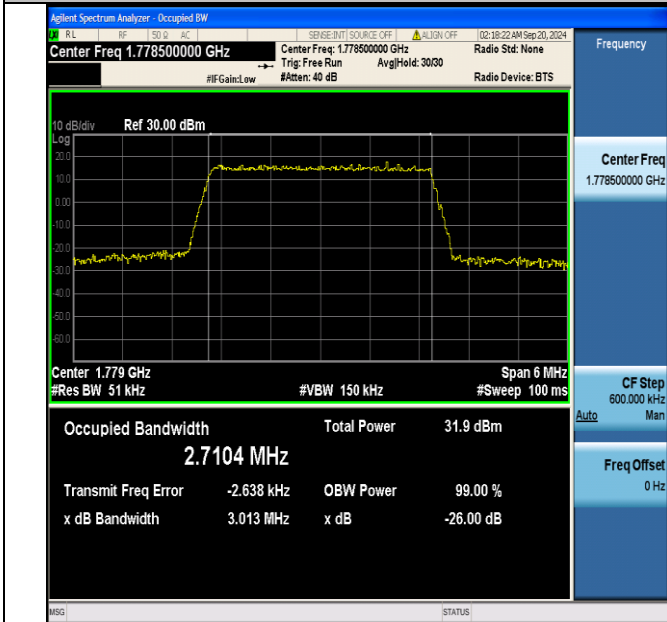 Agilent Spectrum Analyzer - Occupied BW
RL RF 50 Ω AC SENSE:INT SOURCE OFF ALIGN OFF 02:18:22 AM Sep 20, 2024
Center Freq 1.778500000 GHz
Center Freq: 1.778500000 GHz
Radio Std: None
Trig: Free Run
Avg|Hold: 30/30
#IFGain:Low
#Atten: 40 dB
Radio Device: BTS
Frequency
10 dB/div
Ref 30.00 dBm
Log
20.0
10.0
0.00
-10.0
-20.0
-30.0
-40.0
-50.0
-60.0
Center Freq
1.778500000 GHz
Center 1.779 GHz
Span 6 MHz
#Res BW 51 kHz
#VBW 150 kHz
#Sweep 100 ms
CF Step
600.000 kHz
Auto Man
Occupied Bandwidth
Total Power 31.9 dBm
2.7104 MHz
Transmit Freq Error -2.638 kHz
OBW Power 99.00 %
x dB Bandwidth 3.013 MHz
x dB -26.00 dB
Freq Offset
0 Hz
MSG
STATUS